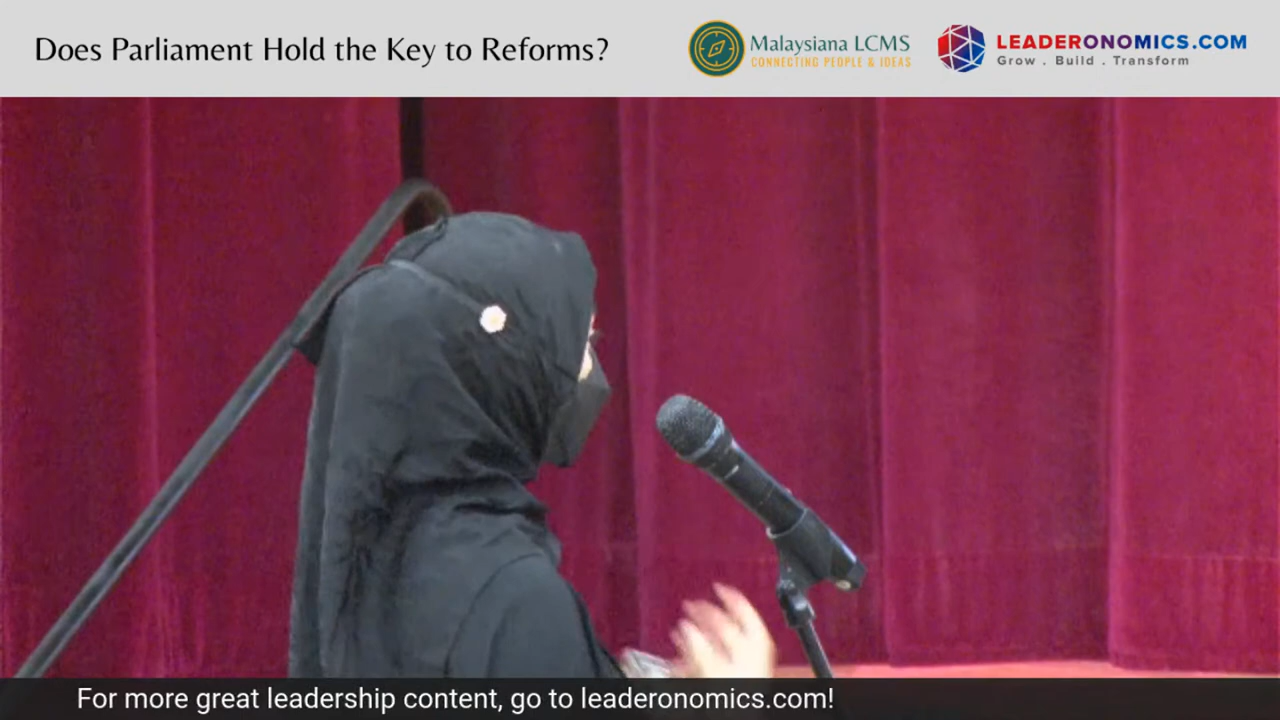 Does Parliament Hold the Key to Reforms?
Malaysiana LCMS
CONNECTING PEOPLE & IDEAS
LEADERONOMICS.COM
Grow . Build . Transform
For more great leadership content, go to leaderonomics.com!